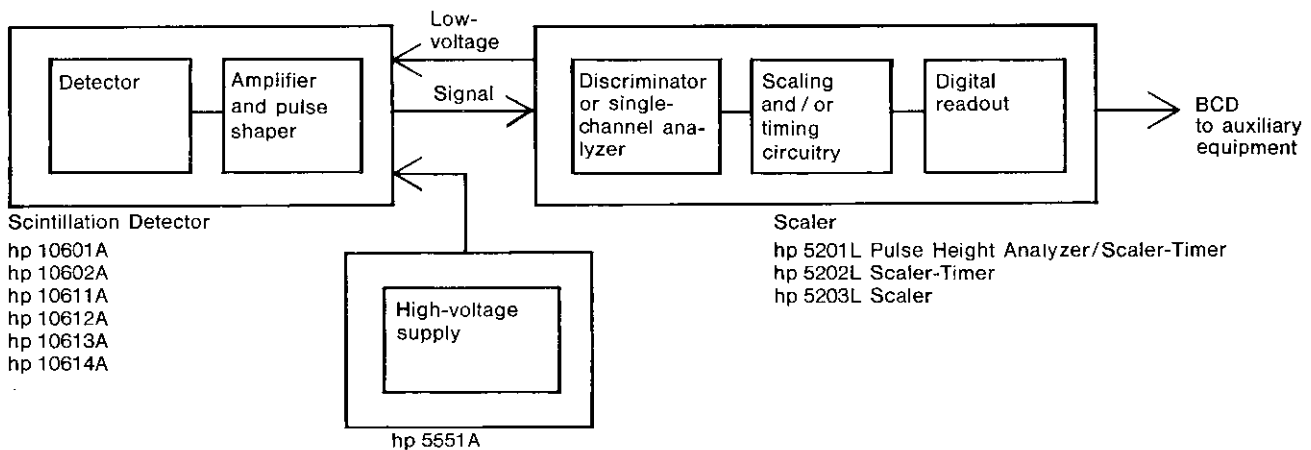 Low-
voltage
Signal
Detector
Amplifier
and pulse
shaper
Discriminator
or single-
channel ana-
lyzer
Scaling
and / or
timing
circuitry
Digital
readout
BCD
to auxiliary
equipment
Scintillation Detector
hp 10601A
hp 10602A
hp 10611A
hp 10612A
hp 10613A
hp 10614A
High-voltage
supply
hp 5551A
Scaler
hp 5201L Pulse Height Analyzer/Scaler-Timer
hp 5202L Scaler-Timer
hp 5203L Scaler